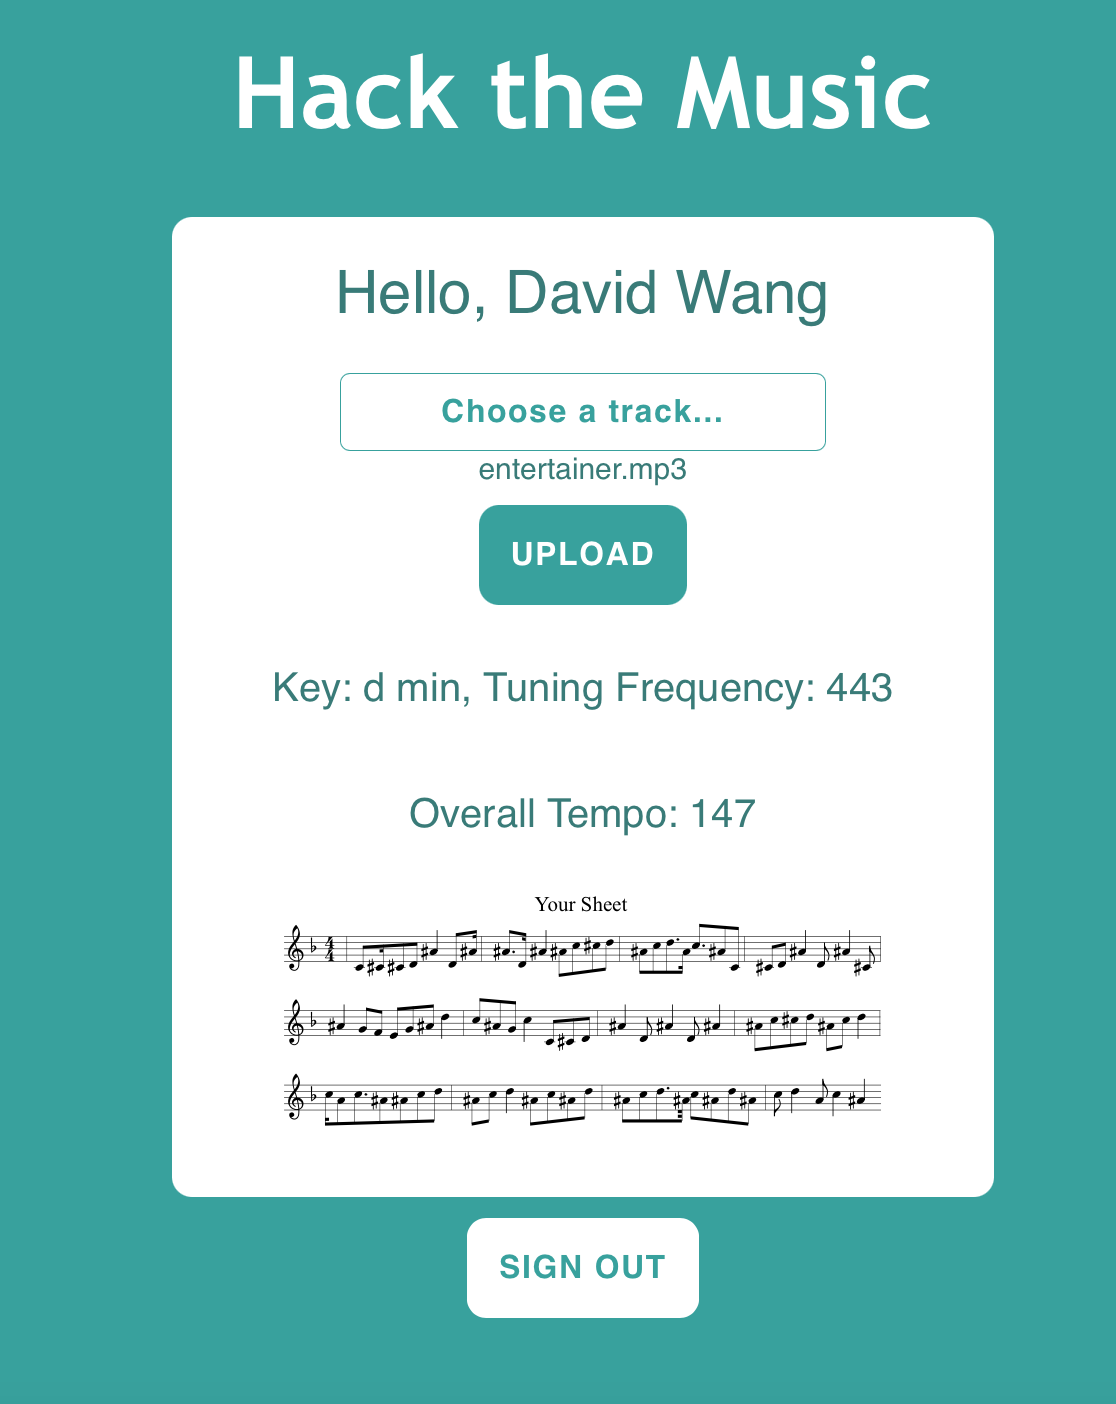 Hack the Music
Hello, David Wang
Choose a track...
entertainer.mp3
UPLOAD
Key: d min, Tuning Frequency: 443
Overall Tempo: 147
Your Sheet
4
4
SIGN OUT